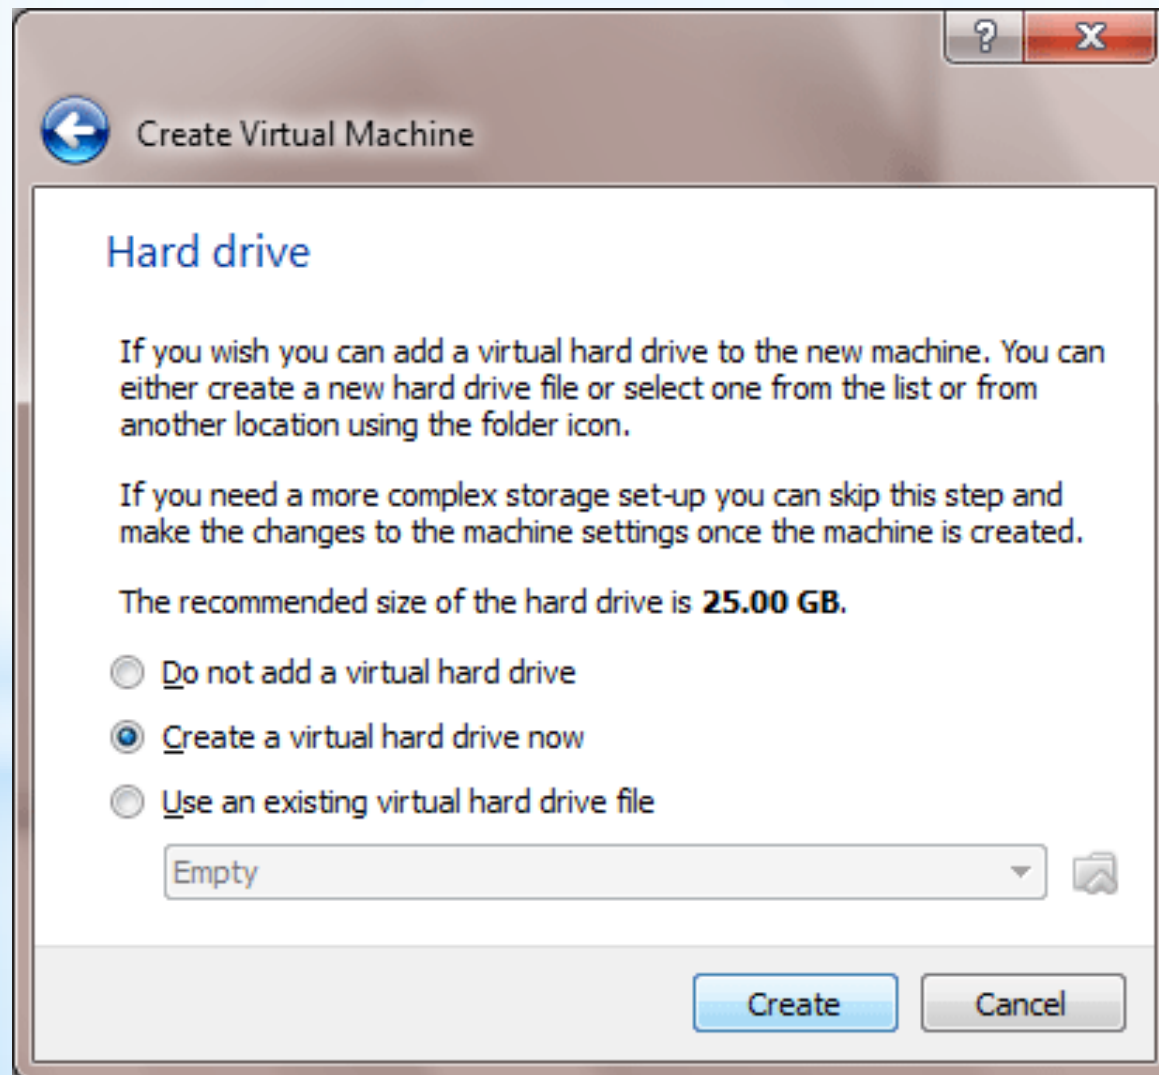 ?
X
Create Virtual Machine
Hard drive
If you wish you can add a virtual hard drive to the new machine. You can
either create a new hard drive file or select one from the list or from
another location using the folder icon.
If you need a more complex storage set-up you can skip this step and
make the changes to the machine settings once the machine is created.
The recommended size of the hard drive is 25.00 GB.
Do not add a virtual hard drive
Create a virtual hard drive now
Use an existing virtual hard drive file
Empty
Create
Cancel